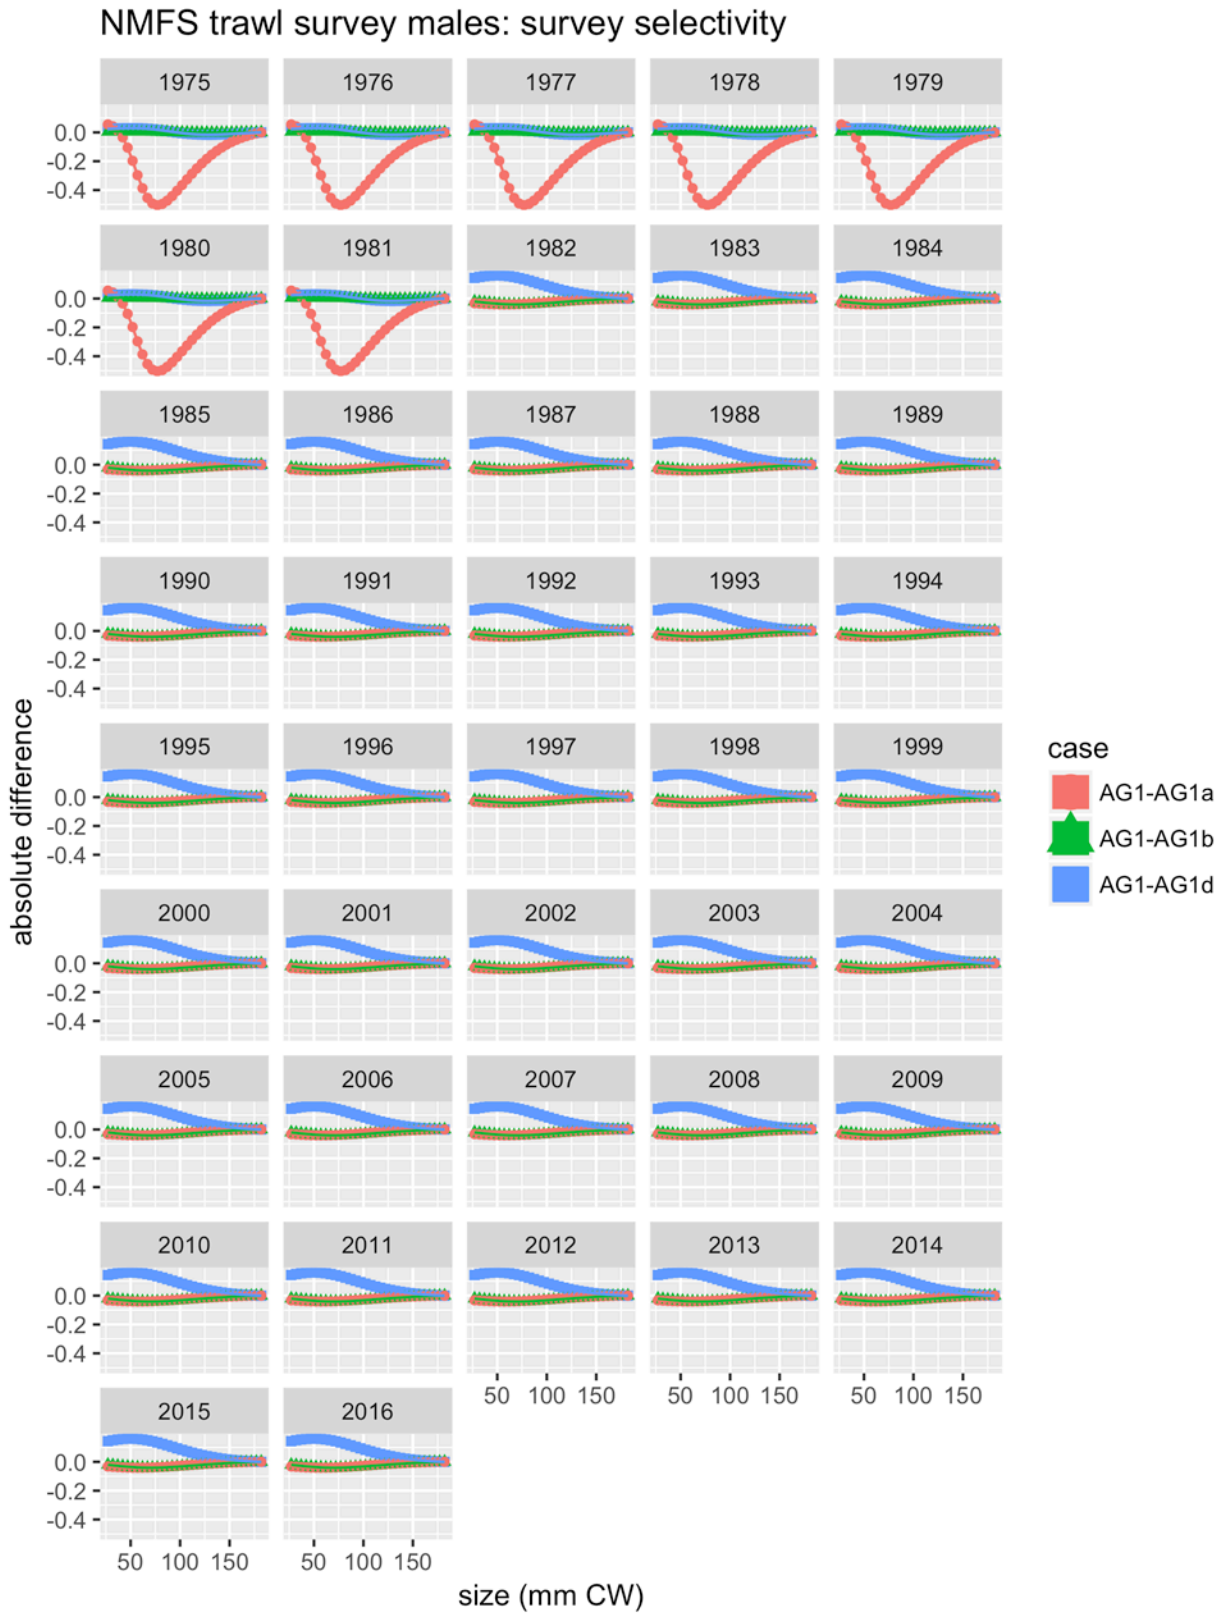 NMFS trawl survey males: survey selectivity
1975 1976 1977 1978 1979
0.0
-0.2
-0.4
1980 1981 1982 1983 1984
0.0
-0.2
-0.4
1985 1986 1987 1988 1989
0.0
-0.2
-0.4
1990 1991 1992 1993 1994
0.0
-0.2
-0.4
1995 1996 1997 1998 1999
0.0
-0.2
-0.4
2000 2001 2002 2003 2004
0.0
-0.2
-0.4
2005 2006 2007 2008 2009
0.0
-0.2
-0.4
2010 2011 2012 2013 2014
0.0
-0.2
-0.4
50 100 150 50 100 150 50 100 150
2015 2016
0.0
-0.2
-0.4
50 100 150 50 100 150
size (mm CW)
absolute difference
case
AG1-AG1a
AG1-AG1b
AG1-AG1d